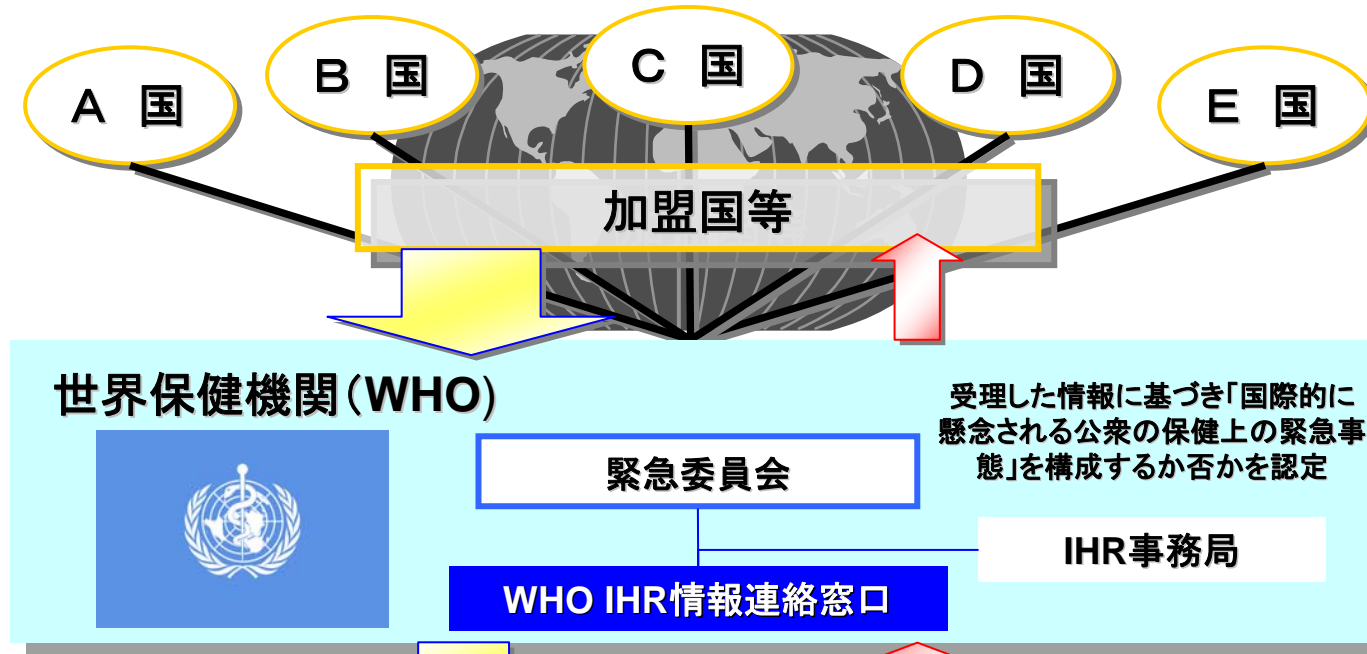 A 国
B 国
C 国
D 国
E 国
加盟国等
世界保健機関(WHO)
受理した情報に基づき「国際的に
懸念される公衆の保健上の緊急事
態」を構成するか否かを認定
緊急委員会
IHR事務局
WHO IHR情報連絡窓口